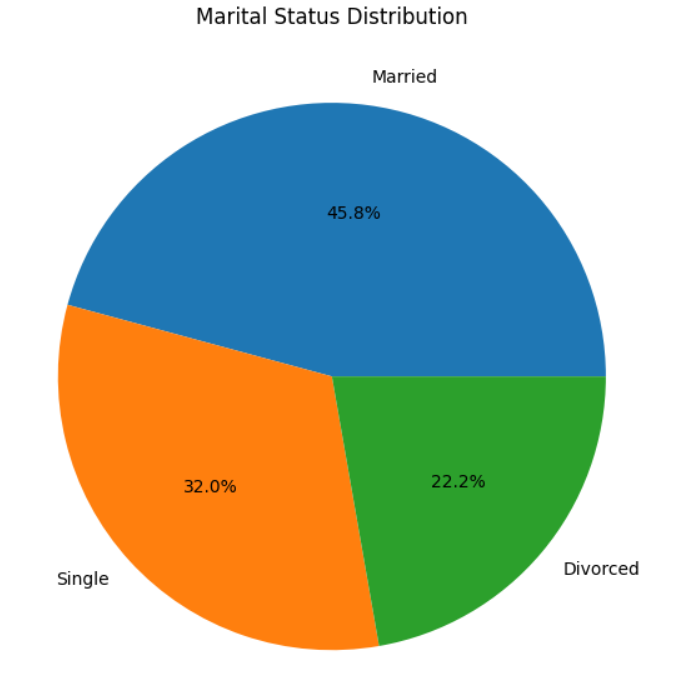 Marital Status Distribution
Married
45.8%
32.0%
22.2%
Single
Divorced